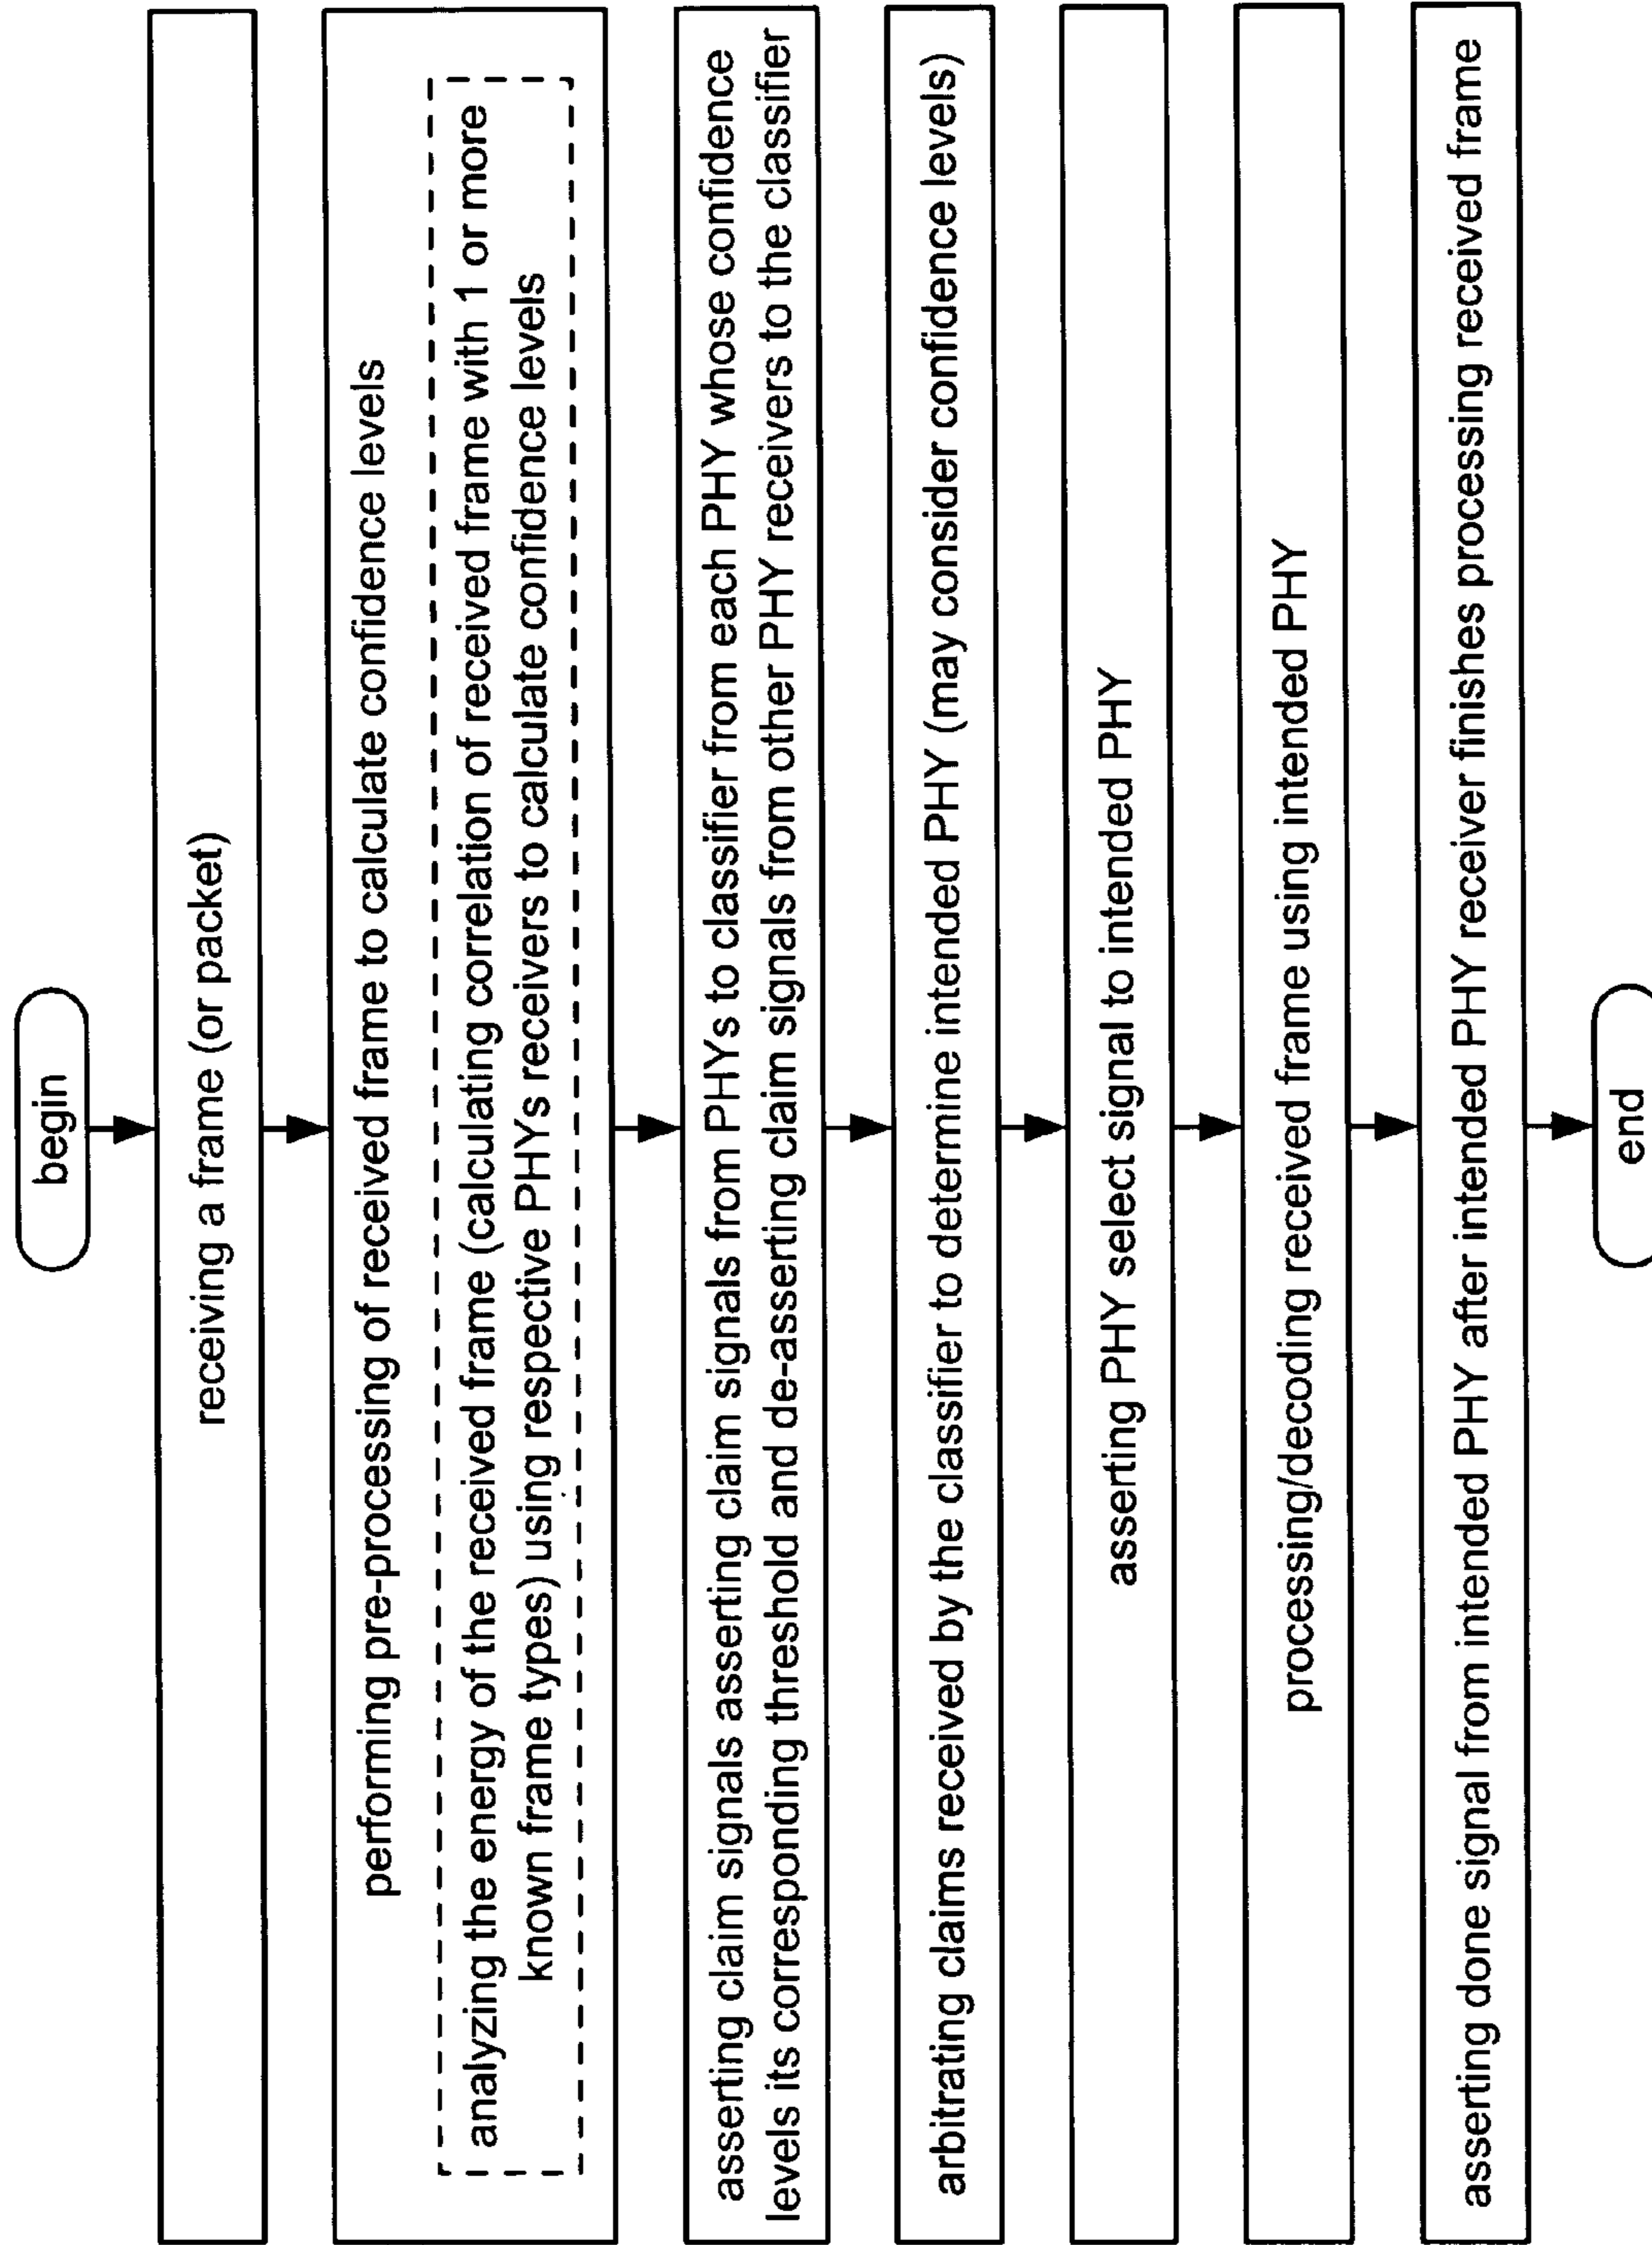 begin
receiving a frame (or packet)
performing pre-processing of received frame to calculate confidence levels
analyzing the energy of the received frame (calculating correlation of received frame with 1 or more
known frame types) using respective PHYs receivers to calculate confidence levels
asserting claim signals asserting claim signals from PHYs to classifier from each PHY whose confidence
levels its corresponding threshold and de-asserting claim signals from other PHY receivers to the classifier
arbitrating claims received by the classifier to determine intended PHY (may consider confidence levels)
asserting PHY select signal to intended PHY
processing/decoding received frame using intended PHY
asserting done signal from intended PHY after intended PHY receiver finishes processing received frame
end